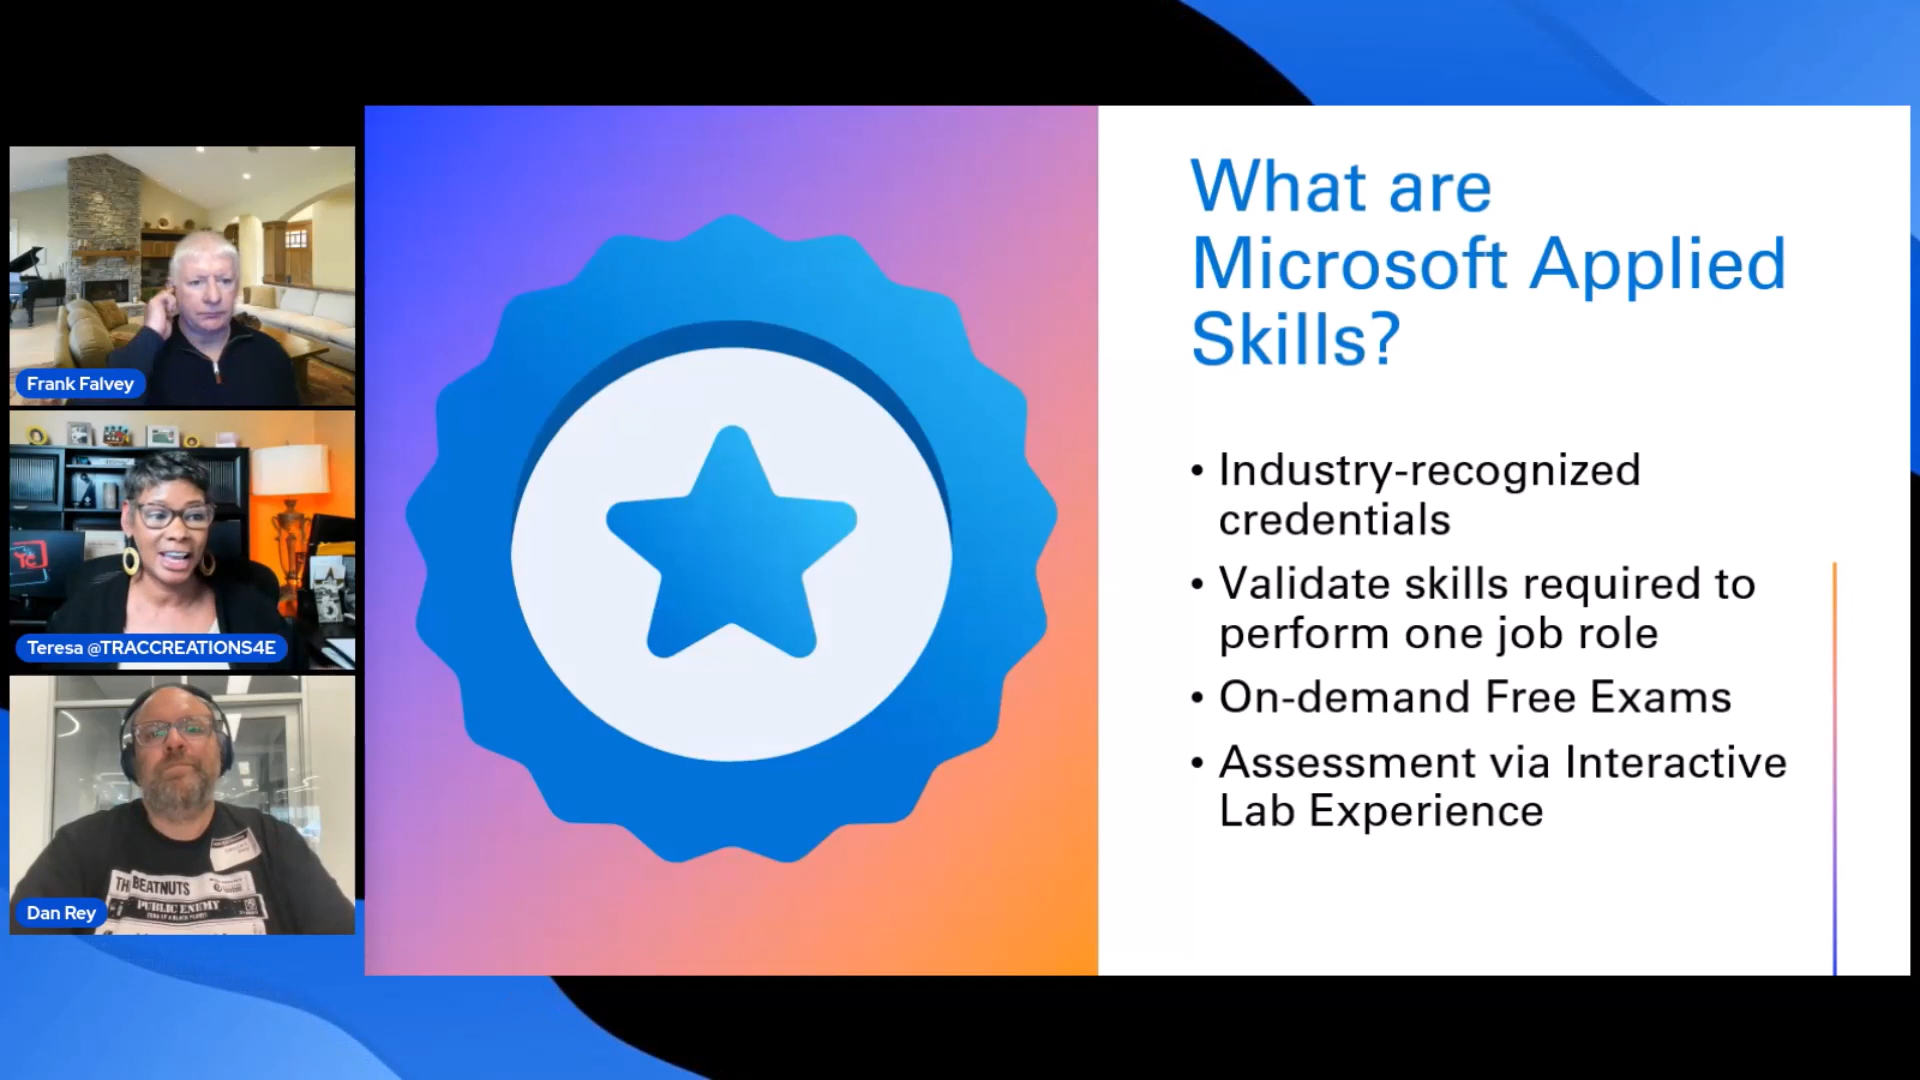 What are
Microsoft Applied
Skills?
• Industry-recognized
credentials
• Validate skills required to
perform one job role
• On-demand Free Exams
• Assessment via Interactive
Lab Experience
Frank Falvey
TC
Teresa @TRACCREATIONS4E
THE BEATNUTS
PUBLIC ENEMY
Dan Rey